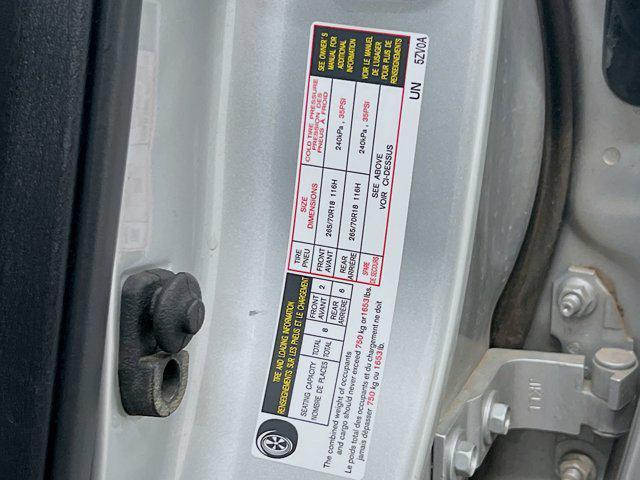 TIRE AND LOADING INFORMATION
RENSEIGNEMENTS SUR LES PNEUS ET LE CHARGEMENT
SEATING CAPACITY TOTAL 8 FRONT AVANT 2 REAR ARRIÈRE 6
NOMBRE DE PLACES TOTAL
The combined weight of occupants
and cargo should never exceed 750 kg or 1653 lbs.
Le poids total des occupants et du chargement ne doit
jamais dépasser 750 kg ou 1653 lb.
TIRE PNEU SIZE DIMENSIONS COLD TIRE PRESSURE PRESSION DES PNEUS À FROID
FRONT AVANT 265/70R18 116H 240kPa , 35PSI
REAR ARRIÈRE 265/70R18 116H 240kPa , 35PSI
SPARE DE SECOURS SEE ABOVE VOIR CI-DESSUS
SEE OWNER'S
MANUAL FOR
ADDITIONAL
INFORMATION
VOIR LE MANUEL
DE L'USAGER
POUR PLUS DE
RENSEIGNEMENTS
UN 5ZV0A